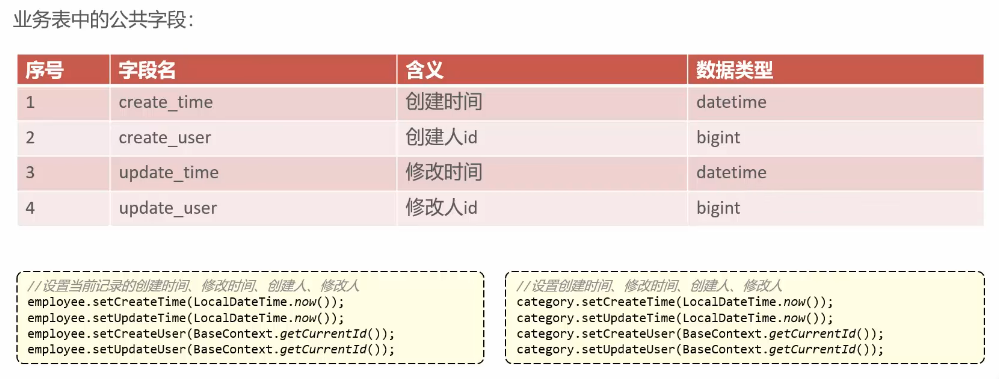 业务表中的公共字段：
序号 字段名 含义 数据类型
1 create_time 创建时间 datetime
2 create_user 创建人id bigint
3 update_time 修改时间 datetime
4 update_user 修改人id bigint
//设置当前记录的创建时间、修改时间、创建人、修改人
employee.setCreateTime(LocalDateTime.now());
employee.setUpdateTime(LocalDateTime.now());
employee.setCreateUser(BaseContext.getCurrentId());
employee.setUpdateUser(BaseContext.getCurrentId());
//设置创建时间、修改时间、创建人、修改人
category.setCreateTime(LocalDateTime.now());
category.setUpdateTime(LocalDateTime.now());
category.setCreateUser(BaseContext.getCurrentId());
category.setUpdateUser(BaseContext.getCurrentId());